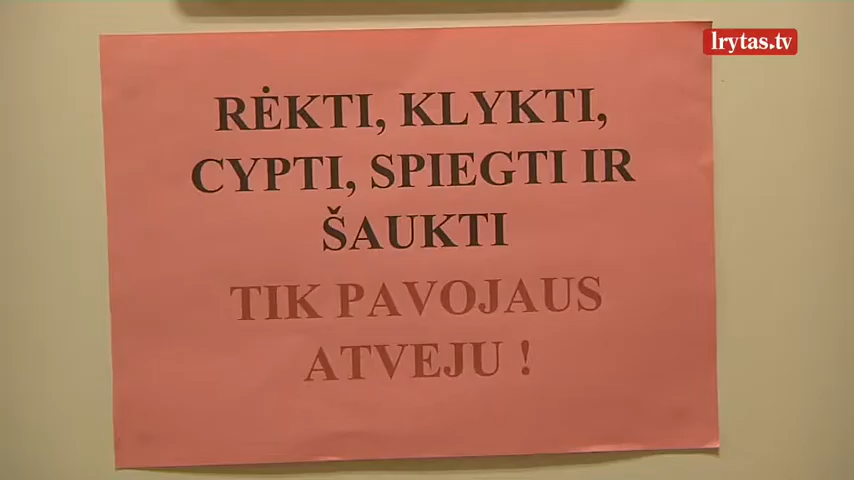 lrytas.tv
RĖKTI, KLYKTI,
CYPTI, SPIEGTI IR
ŠAUKTI
TIK PAVOJAUS
ATVEJU !